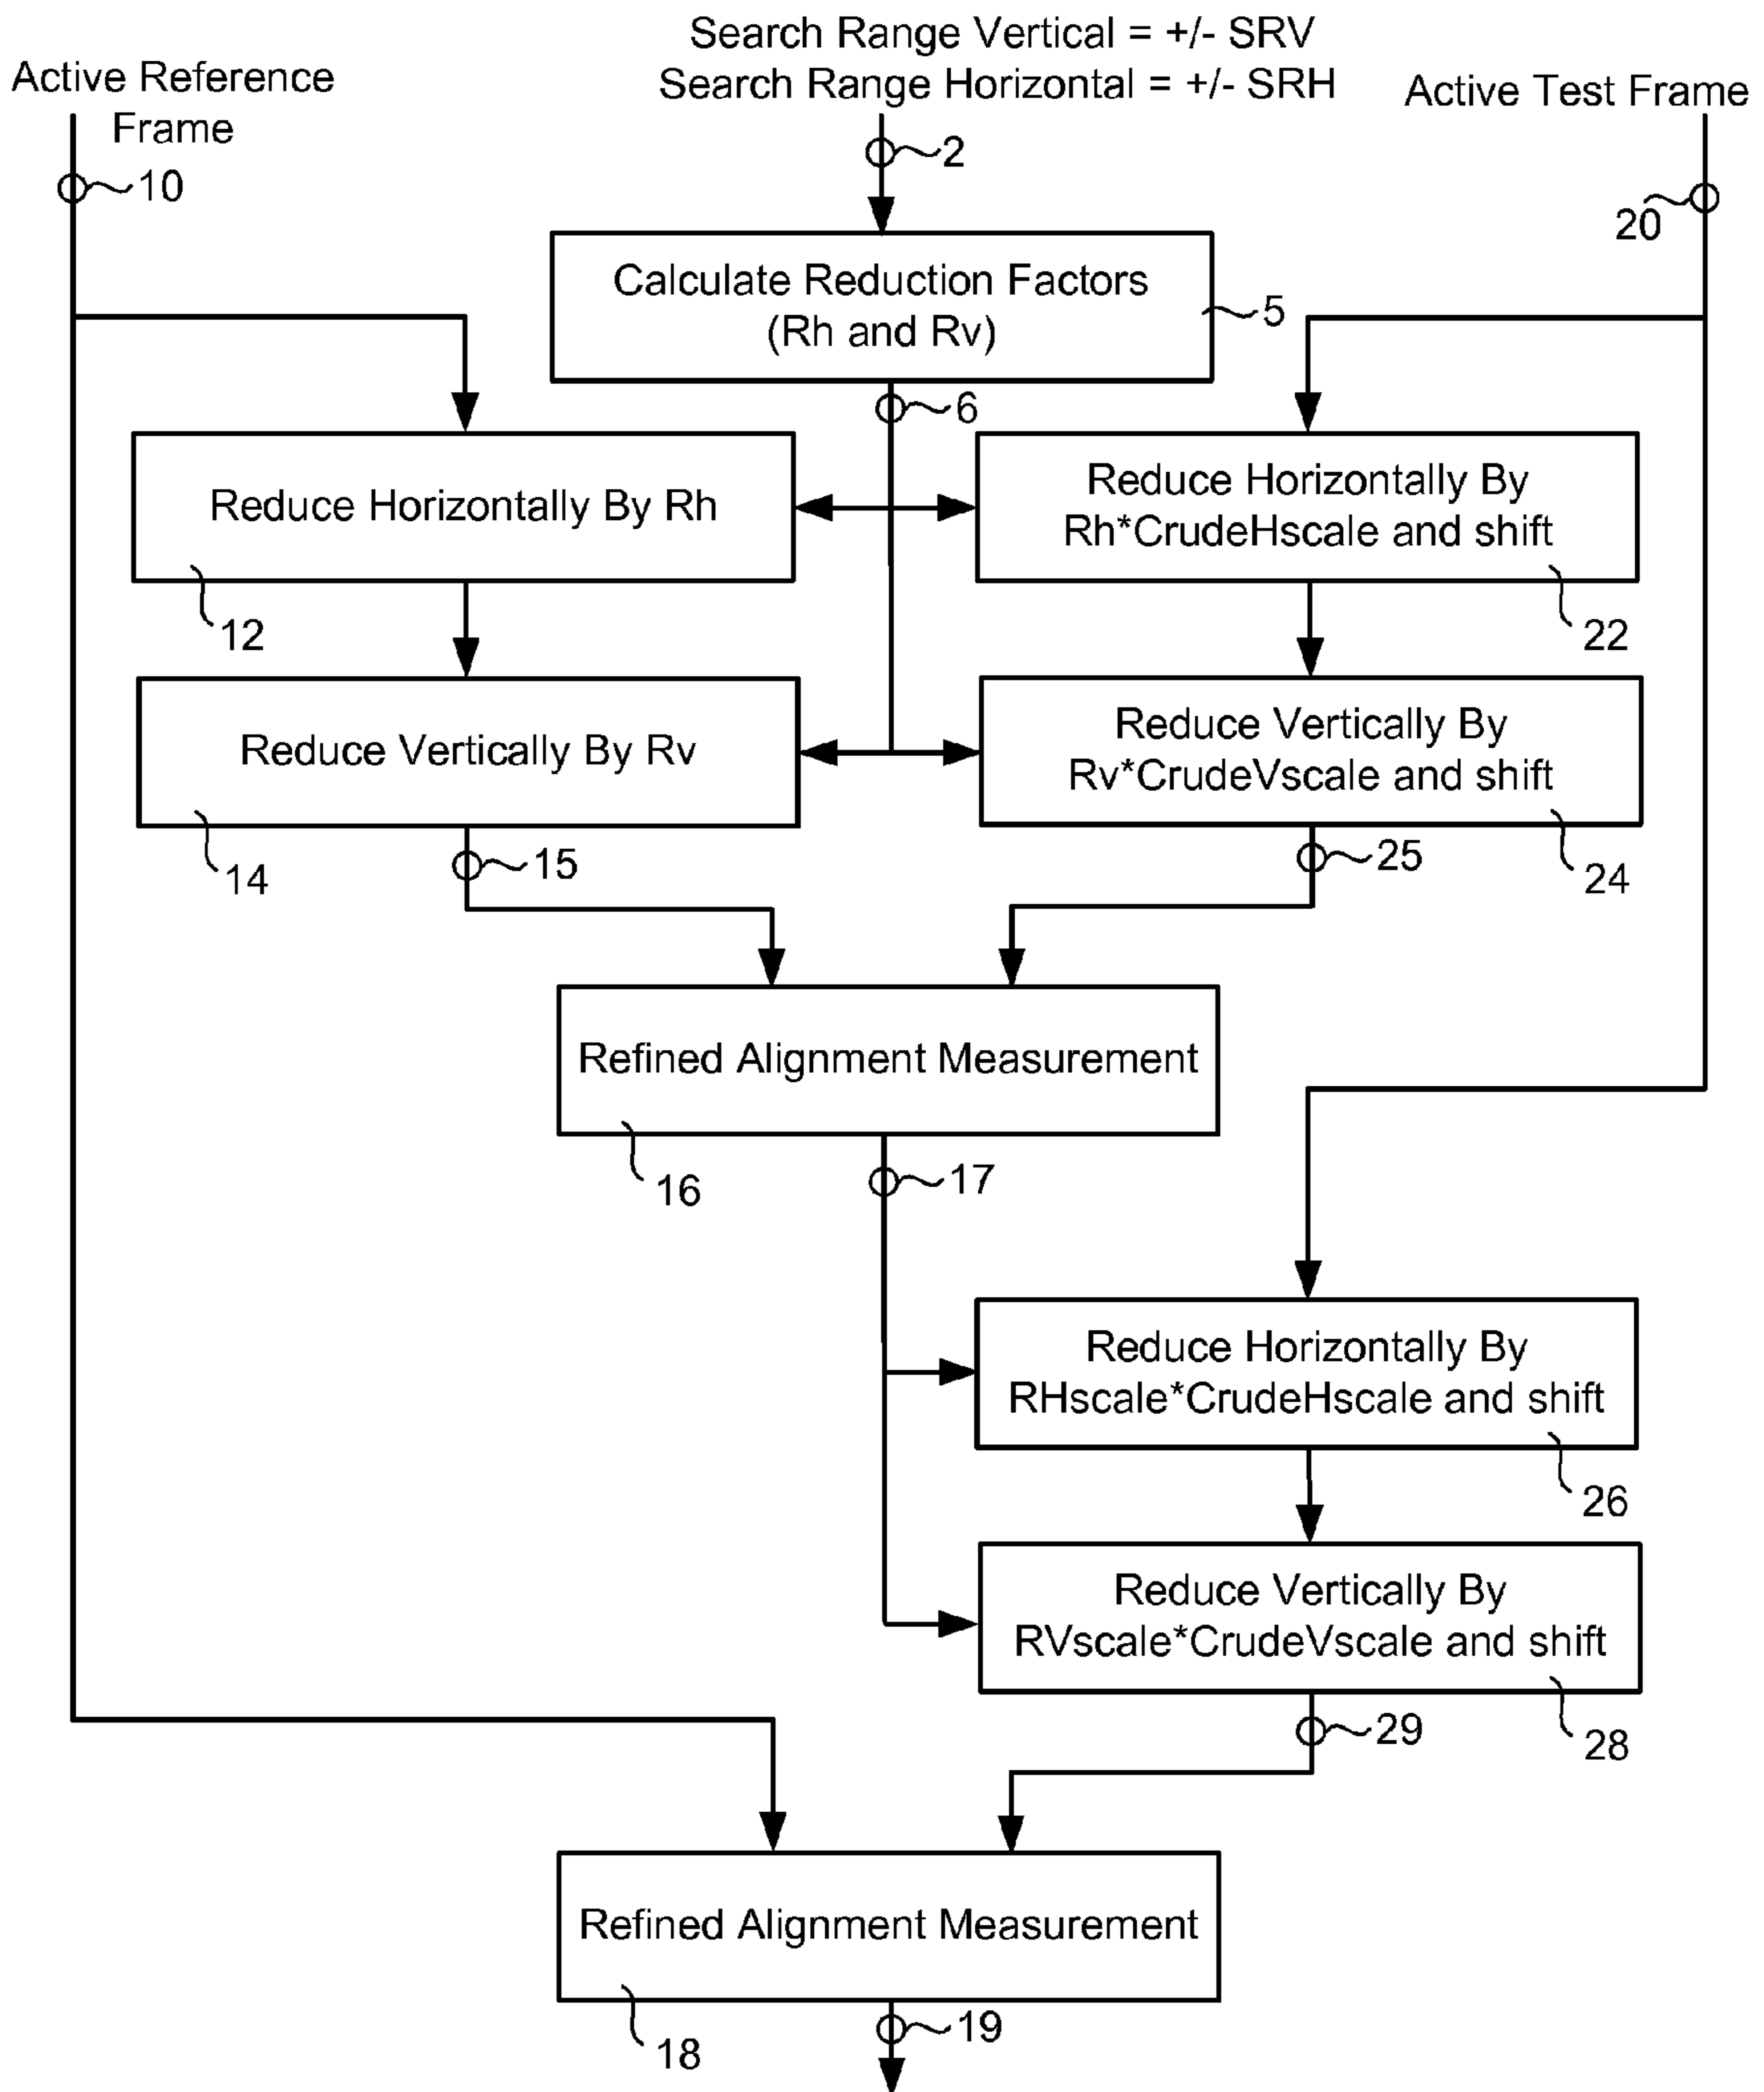 Search Range Vertical = +/- SRV
Search Range Horizontal = +/- SRH
Active Reference
Frame
Active Test Frame
2
10
20
Calculate Reduction Factors
(Rh and Rv)
5
6
Reduce Horizontally By Rh
12
Reduce Horizontally By
Rh*CrudeHscale and shift
22
Reduce Vertically By Rv
14
Reduce Vertically By
Rv*CrudeVscale and shift
24
15
25
Refined Alignment Measurement
16
17
Reduce Horizontally By
RHscale*CrudeHscale and shift
26
Reduce Vertically By
RVscale*CrudeVscale and shift
28
29
Refined Alignment Measurement
18
19